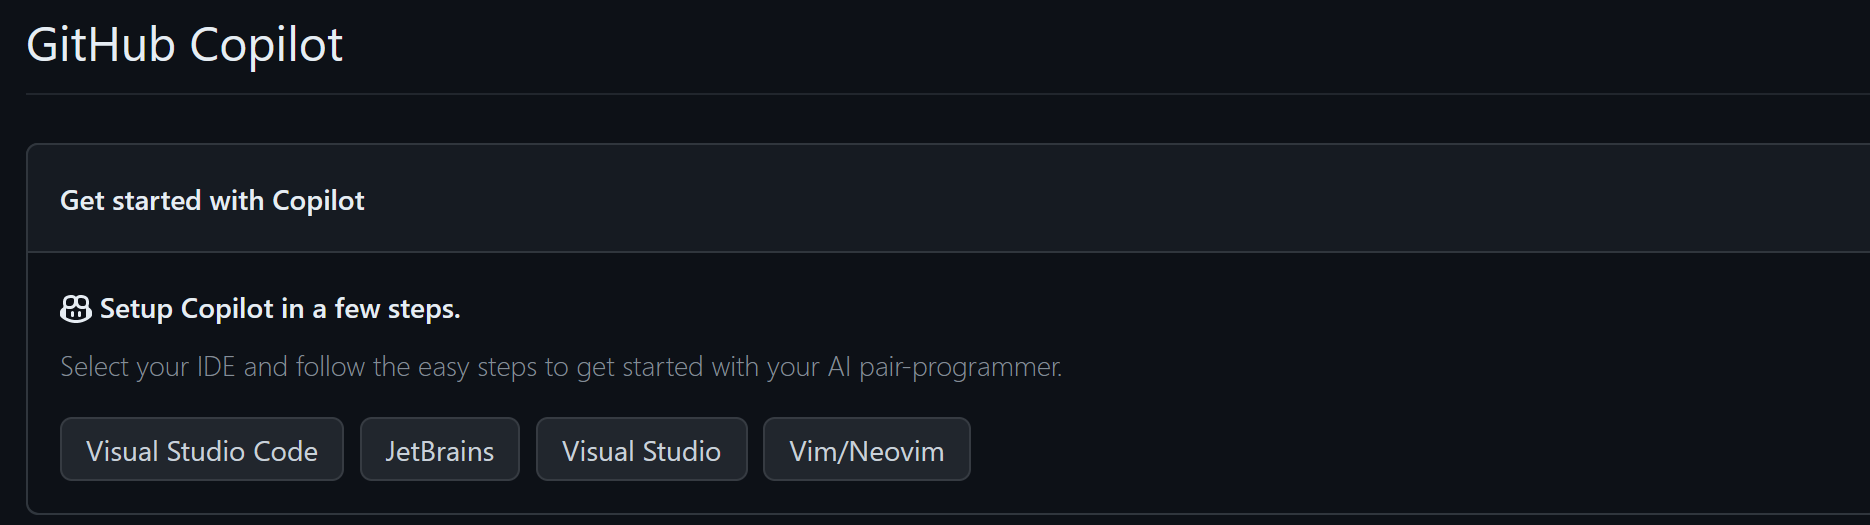 GitHub Copilot
Get started with Copilot
Setup Copilot in a few steps.
Select your IDE and follow the easy steps to get started with your AI pair-programmer.
Visual Studio Code JetBrains Visual Studio Vim/Neovim